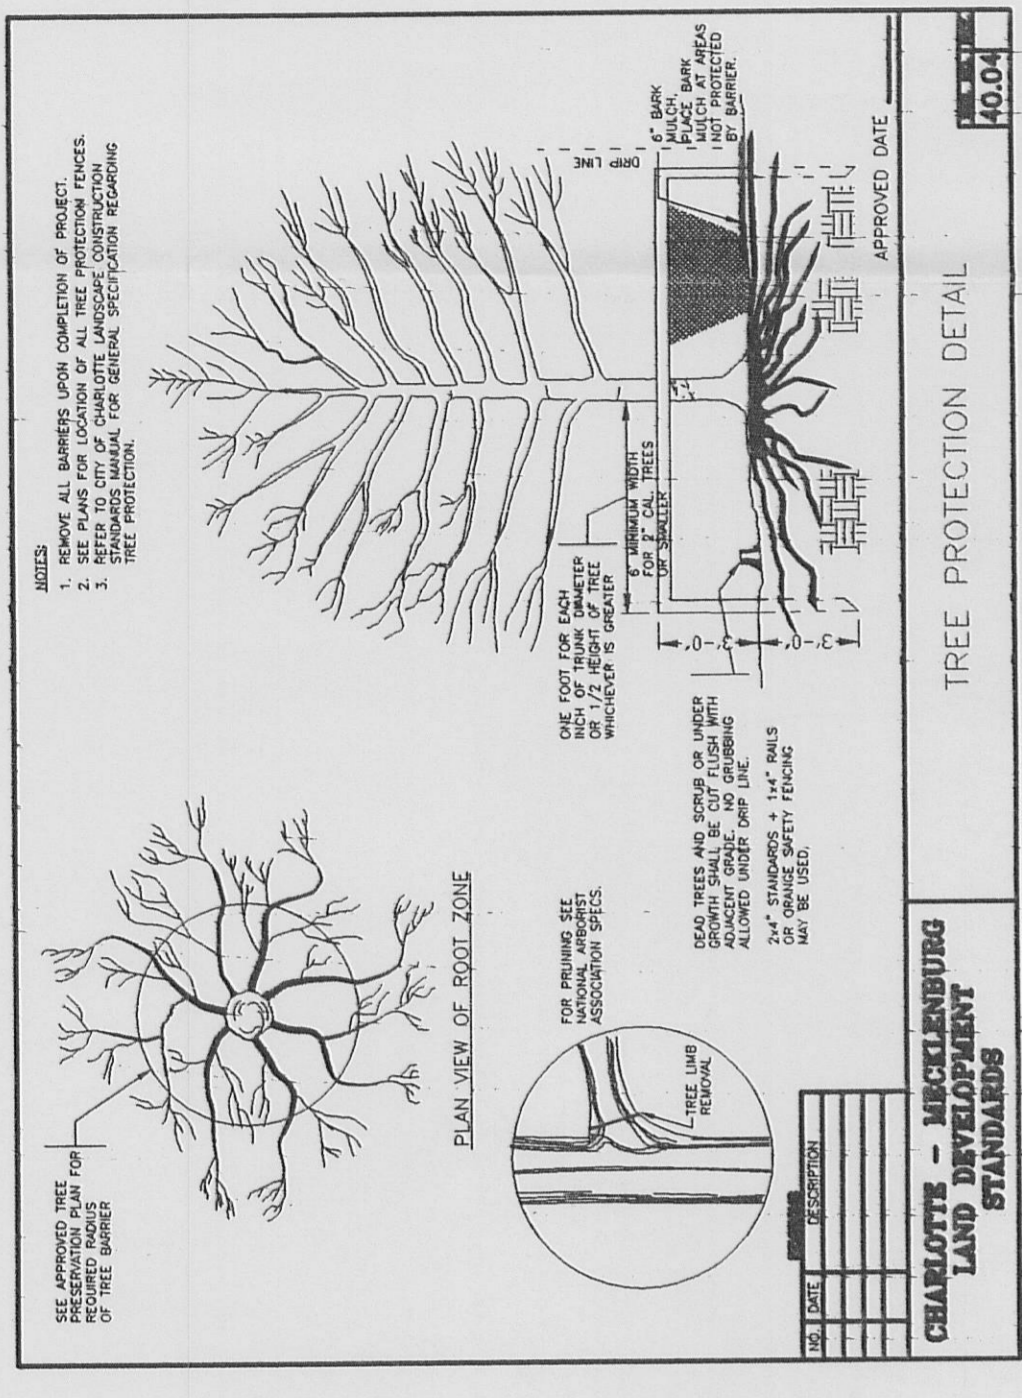 NOTES:
1. REMOVE ALL BARRIERS UPON COMPLETION OF PROJECT.
2. SEE PLANS FOR LOCATION OF ALL TREE PROTECTION FENCES.
3. REFER TO CITY OF CHARLOTTE LANDSCAPE CONSTRUCTION
STANDARDS MANUAL FOR GENERAL SPECIFICATION REGARDING
TREE PROTECTION.
SEE APPROVED TREE
PRESERVATION PLAN FOR
REQUIRED RADIUS
OF TREE BARRIER
PLAN VIEW OF ROOT ZONE
FOR PRUNING SEE
NATIONAL ARBORIST
ASSOCIATION SPECS.
TREE LIMB
REMOVAL
ONE FOOT FOR EACH
INCH OF TRUNK DIAMETER
OR 1/2 HEIGHT OF TREE
WHICHEVER IS GREATER
6' MINIMUM WIDTH
FOR 2" CAL. TREES
OR SMALLER
DRIP LINE
6" BARK
MULCH,
PLACE BARK
MULCH AT AREAS
NOT PROTECTED
BY BARRIER.
3'-0"
3'-0"
DEAD TREES AND SCRUB OR UNDER
GROWTH SHALL BE CUT FLUSH WITH
ADJACENT GRADE. NO GRUBBING
ALLOWED UNDER DRIP LINE.
2x4" STANDARDS + 1x4" RAILS
OR ORANGE SAFETY FENCING
MAY BE USED.
APPROVED DATE
NO. DATE DESCRIPTION
CHARLOTTE - MECKLENBURG
LAND DEVELOPMENT
STANDARDS
TREE PROTECTION DETAIL
40.04